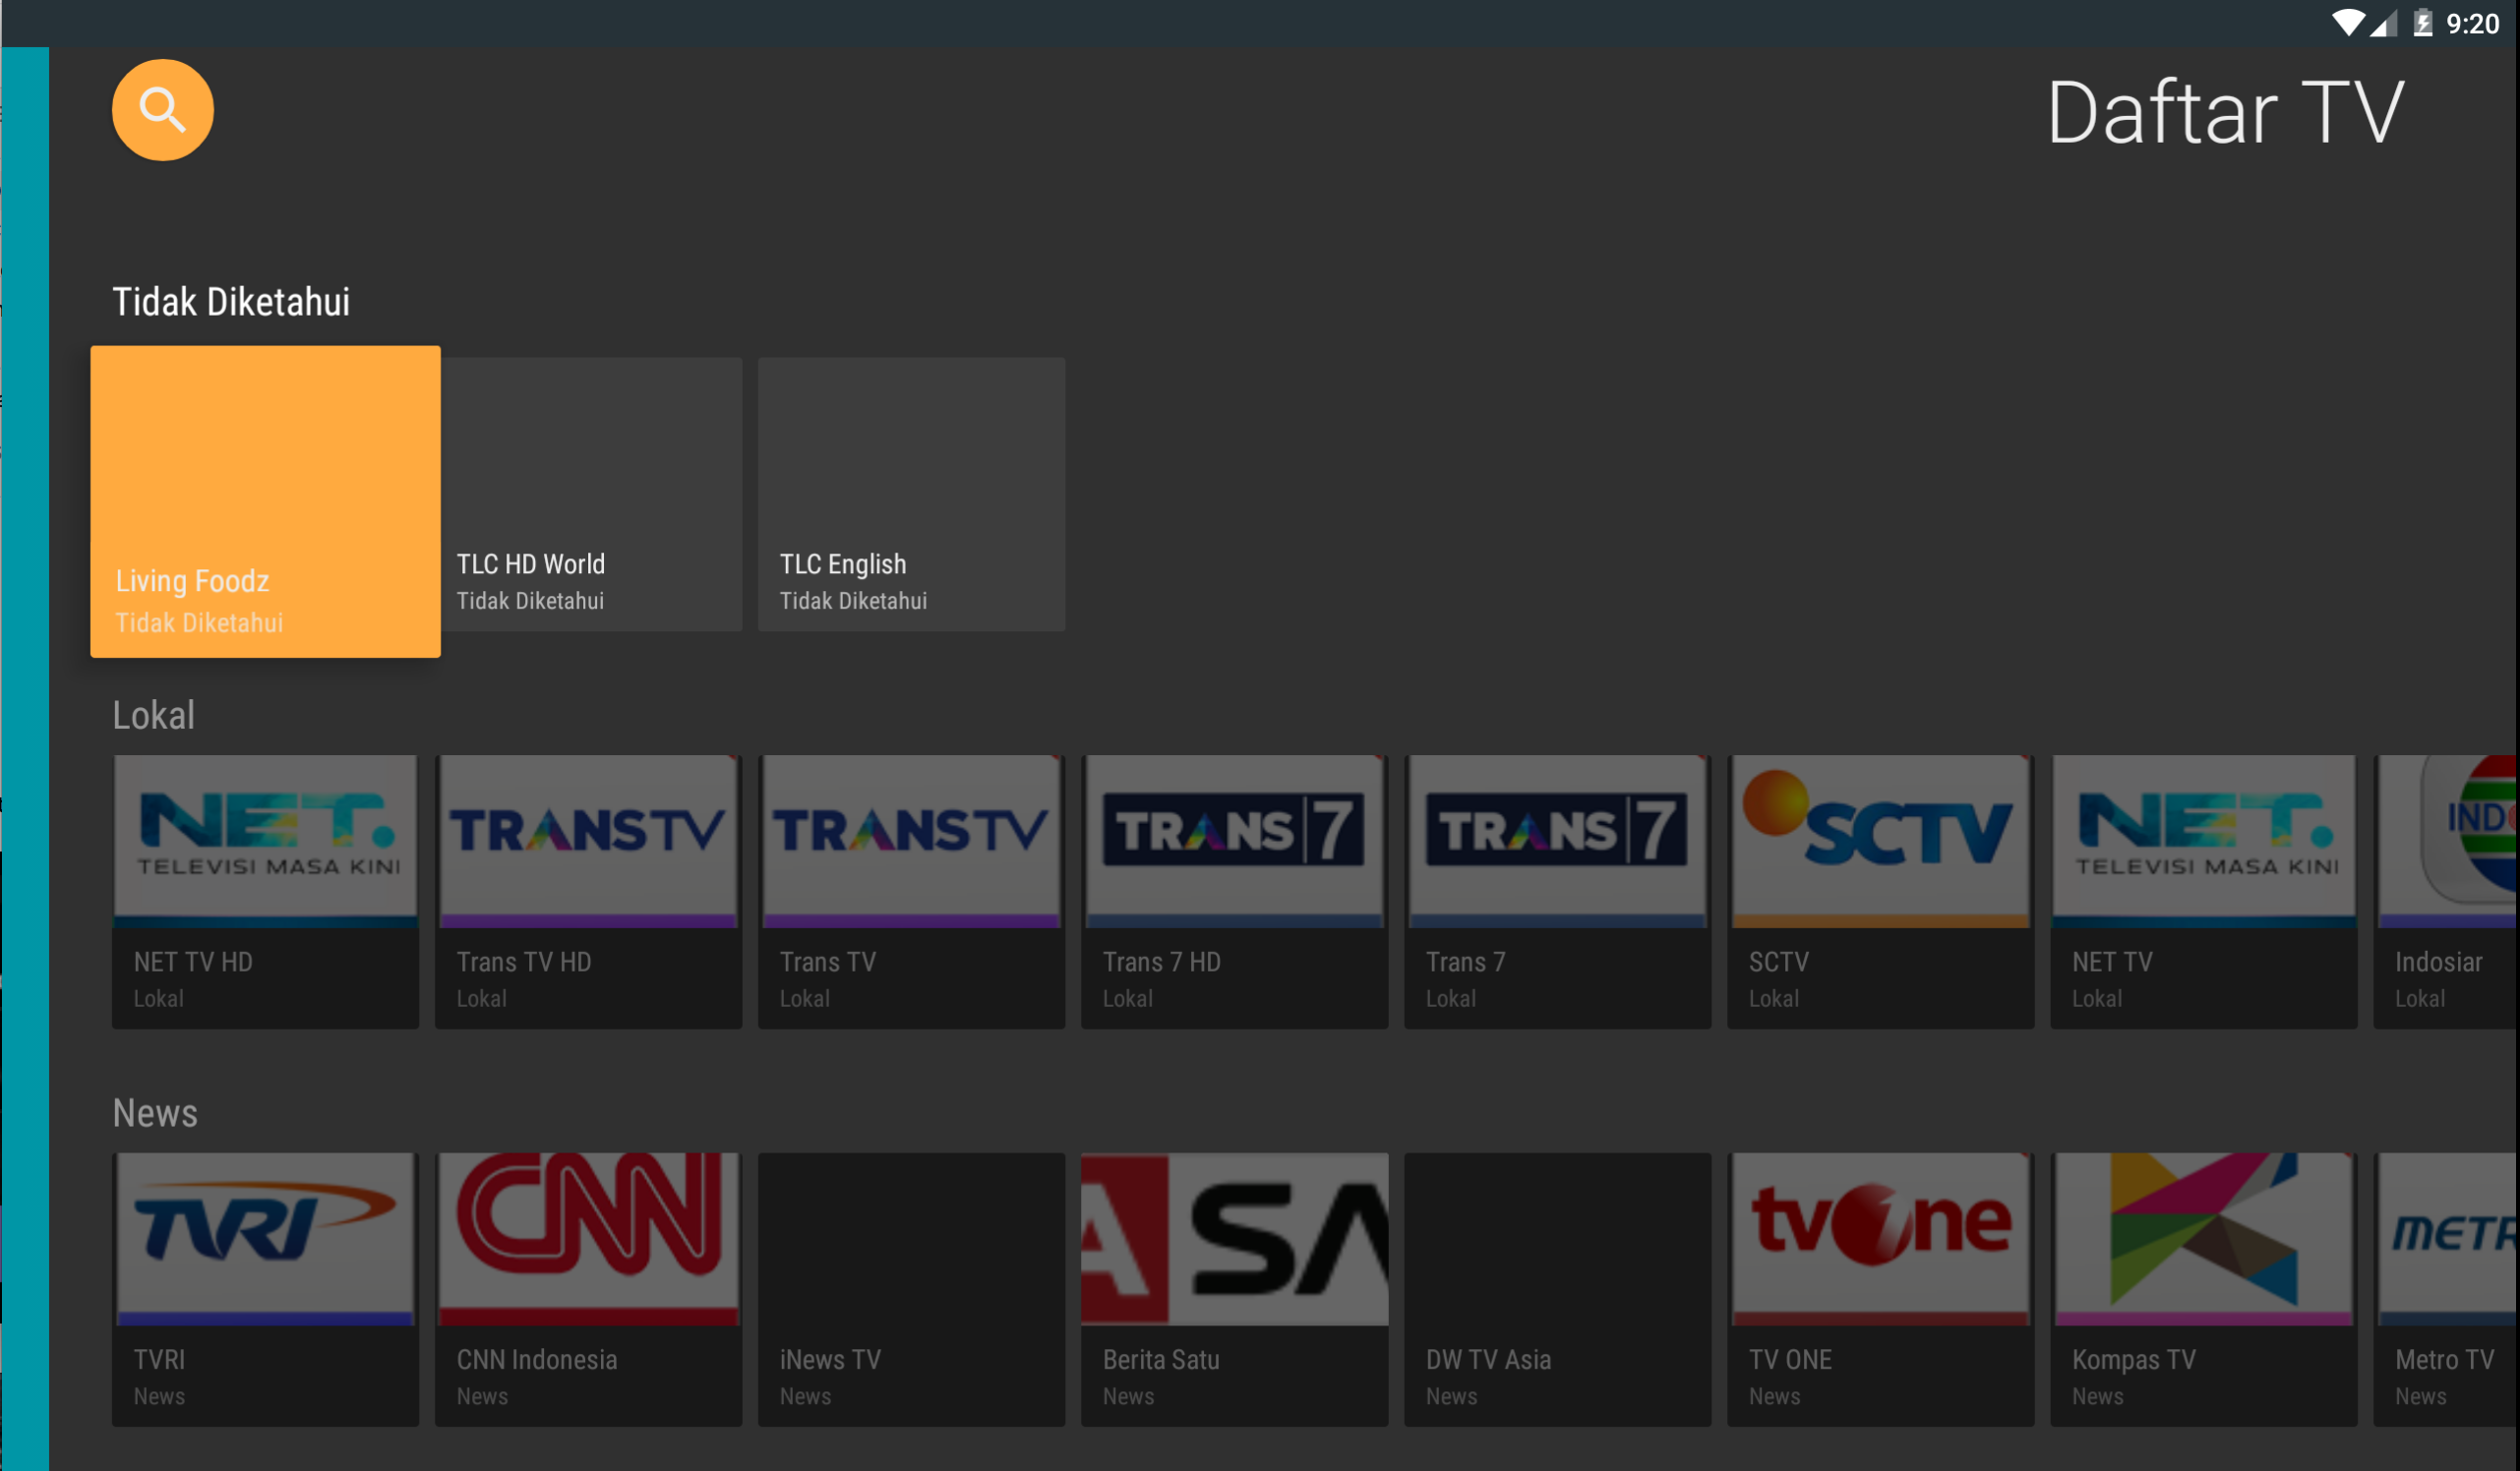 9:20
Daftar TV
Tidak Diketahui
Living Foodz
Tidak Diketahui
TLC HD World
Tidak Diketahui
TLC English
Tidak Diketahui
Lokal
NET.
TELEVISI MASA KINI
NET TV HD
Lokal
TRANSTV
Trans TV HD
Lokal
TRANSTV
Trans TV
Lokal
TRANS|7
Trans 7 HD
Lokal
TRANS|7
Trans 7
Lokal
SCTV
SCTV
Lokal
NET.
TELEVISI MASA KINI
NET TV
Lokal
IND
Indosiar
Lokal
News
TVRI
TVRI
News
CNN
CNN Indonesia
News
iNews TV
News
A SA
Berita Satu
News
DW TV Asia
News
tvOne
TV ONE
News
Kompas TV
News
METR
Metro TV
News